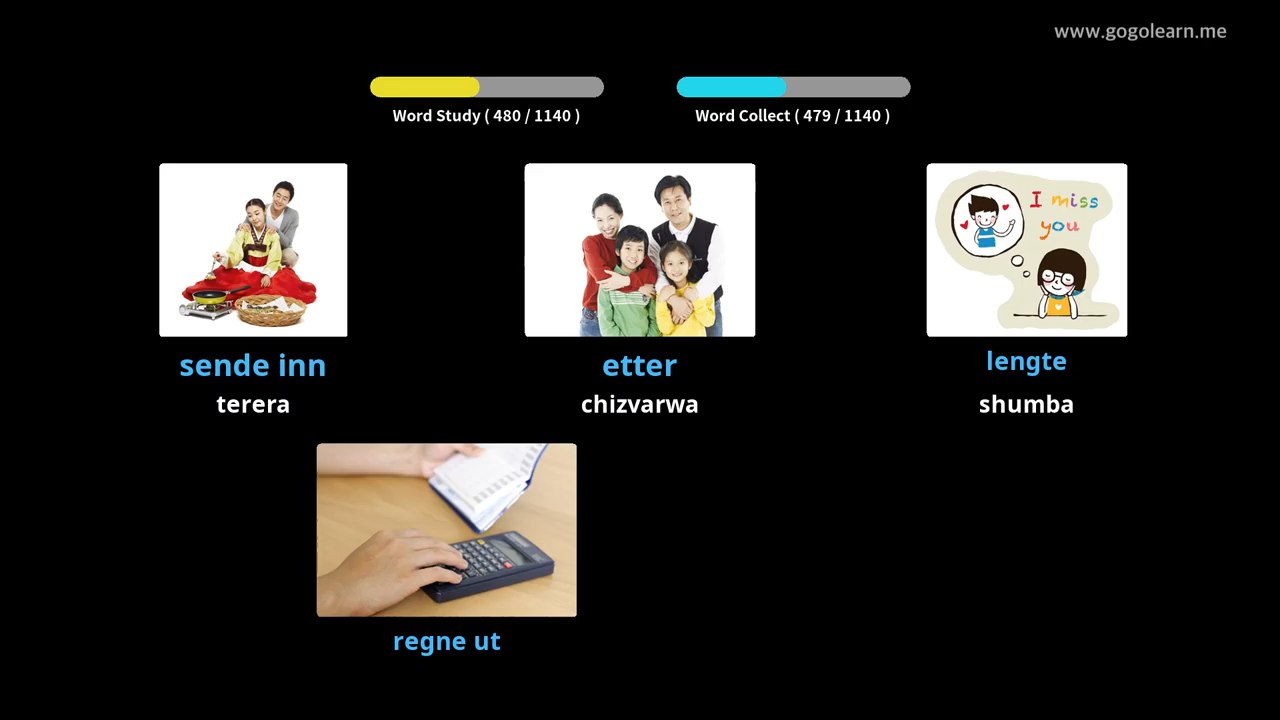 www.gogolearn.me
Word Study ( 480 / 1140 )
Word Collect ( 479 / 1140 )
I miss
you
sende inn
etter
lengte
terera
chizvarwa
shumba
regne ut